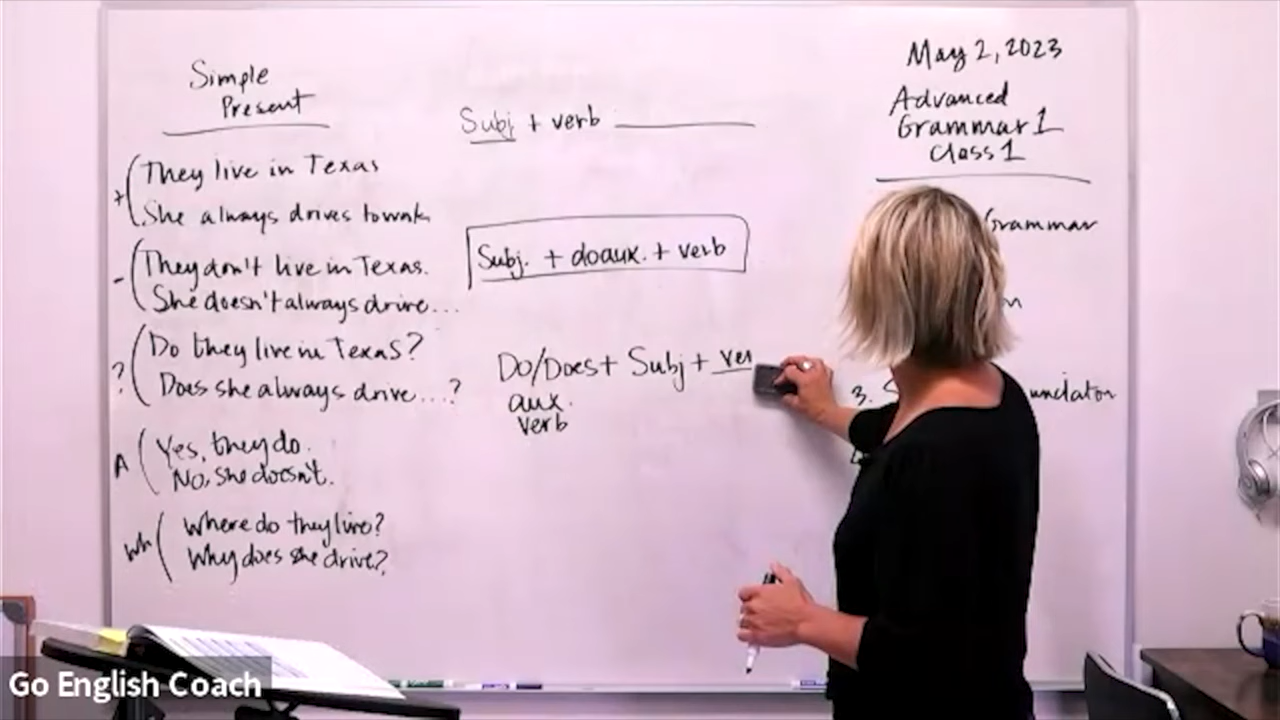 Simple
Present
+ They live in Texas
She always drives to work
- They don't live in Texas.
She doesn't always drive...
? Do they live in Texas?
Does she always drive...?
A Yes, they do.
No, she doesn't.
Wh Where do they live?
Why does she drive?
Subj + verb
Subj. + do aux. + verb
Do/Does + Subj + ver
aux.
verb
May 2, 2023
Advanced
Grammar 1
Class 1
Grammar
3.
Go English Coach